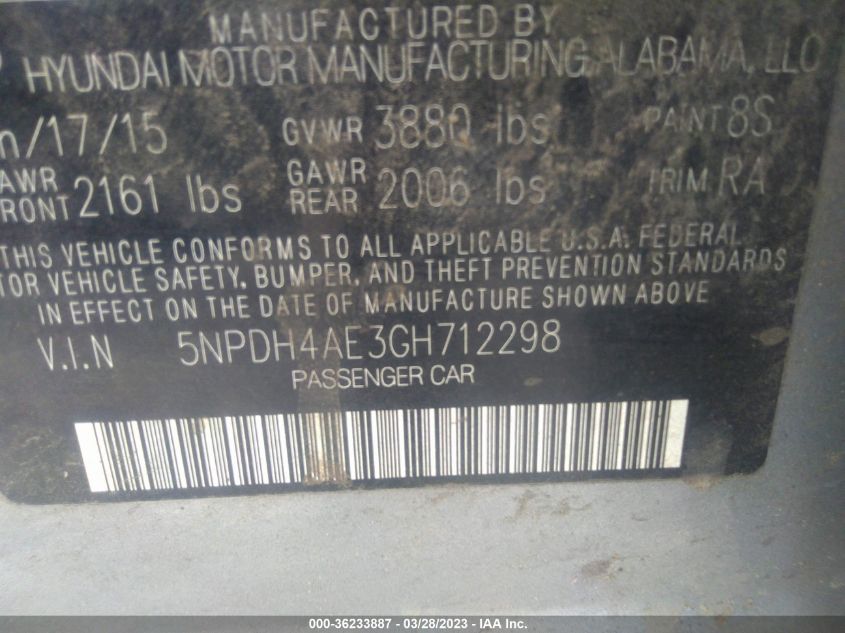 MANUFACTURED BY
HYUNDAI MOTOR MANUFACTURING ALABAMA, LLC
/17/15 GVWR 3880 lbs PAINT 8S
AWR FRONT 2161 lbs GAWR REAR 2006 lbs TRIM RA
THIS VEHICLE CONFORMS TO ALL APPLICABLE U.S.A. FEDERAL
TOR VEHICLE SAFETY, BUMPER, AND THEFT PREVENTION STANDARDS
IN EFFECT ON THE DATE OF MANUFACTURE SHOWN ABOVE
V.I.N 5NPDH4AE3GH712298
PASSENGER CAR
000-36233887 - 03/28/2023 - IAA Inc.